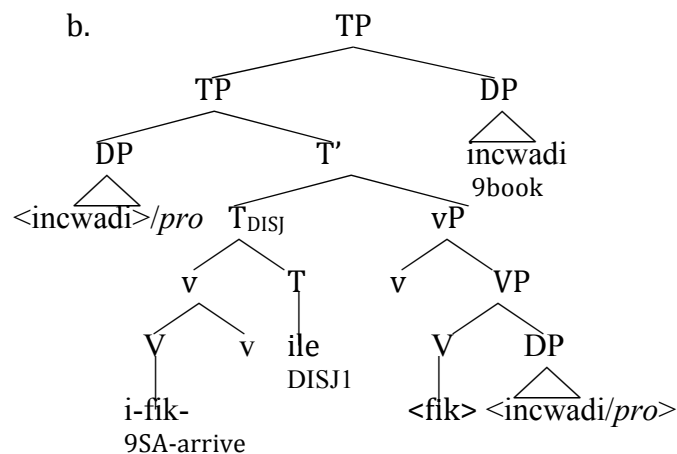 b.
TP
TP DP
DP T’ incwadi
9book
<incwadi>/pro T_DISJ vP
v T v VP
V v ile V DP
DISJ1
i-fik- <fik> <incwadi/pro>
9SA-arrive